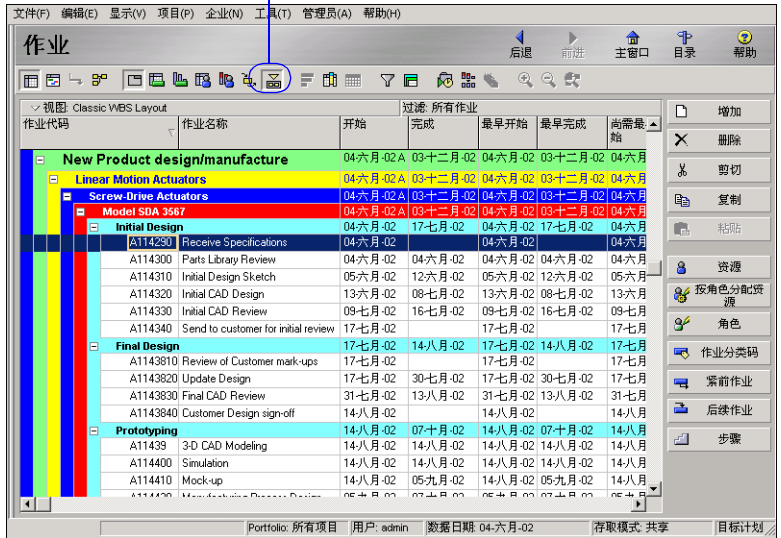 文件(F) 编辑(E) 显示(V) 项目(P) 企业(N) 工具(T) 管理员(A) 帮助(H)
作业
后退 前进 主窗口 目录 帮助
视图: Classic WBS Layout 过滤: 所有作业
作业代码 作业名称 开始 完成 最早开始 最早完成 尚需最
始
New Product design/manufacture 04-六月-02 A 03-十二月-02 04-六月-02 03-十二月-02 04-六月
Linear Motion Actuators 04-六月-02 A 03-十二月-02 04-六月-02 03-十二月-02 04-六月
Screw-Drive Actuators 04-六月-02 A 03-十二月-02 04-六月-02 03-十二月-02 04-六月
Model SDA 3567 04-六月-02 A 03-十二月-02 04-六月-02 03-十二月-02 04-六月
Initial Design 04-六月-02 17-七月-02 04-六月-02 17-七月-02 04-六月
A114290 Receive Specifications 04-六月-02 04-六月-02 04-六月
A114300 Parts Library Review 04-六月-02 04-六月-02 04-六月-02 04-六月-02 04-六月
A114310 Initial Design Sketch 05-六月-02 12-六月-02 05-六月-02 12-六月-02 05-六月
A114320 Initial CAD Design 13-六月-02 08-七月-02 13-六月-02 08-七月-02 13-六月
A114330 Initial CAD Review 09-七月-02 16-七月-02 09-七月-02 16-七月-02 09-七月
A114340 Send to customer for initial review 17-七月-02 17-七月-02 17-七月
Final Design 17-七月-02 14-八月-02 17-七月-02 14-八月-02 17-七月
A1143810 Review of Customer mark-ups 17-七月-02 17-七月-02 17-七月
A1143820 Update Design 17-七月-02 30-七月-02 17-七月-02 30-七月-02 17-七月
A1143830 Final CAD Review 31-七月-02 13-八月-02 31-七月-02 13-八月-02 31-七月
A1143840 Customer Design sign-off 14-八月-02 14-八月-02 14-八月
Prototyping 14-八月-02 07-十月-02 14-八月-02 07-十月-02 14-八月
A11439 3-D CAD Modeling 14-八月-02 14-八月-02 14-八月-02 14-八月-02 14-八月
A114400 Simulation 14-八月-02 14-八月-02 14-八月-02 14-八月-02 14-八月
A114410 Mock-up 14-八月-02 05-九月-02 14-八月-02 05-九月-02 14-八月
增加
删除
剪切
复制
粘贴
资源
按角色分配资
源
角色
作业分类码
紧前作业
后续作业
步骤
Portfolio: 所有项目 用户: admin 数据日期: 04-六月-02 存取模式: 共享 目标计划